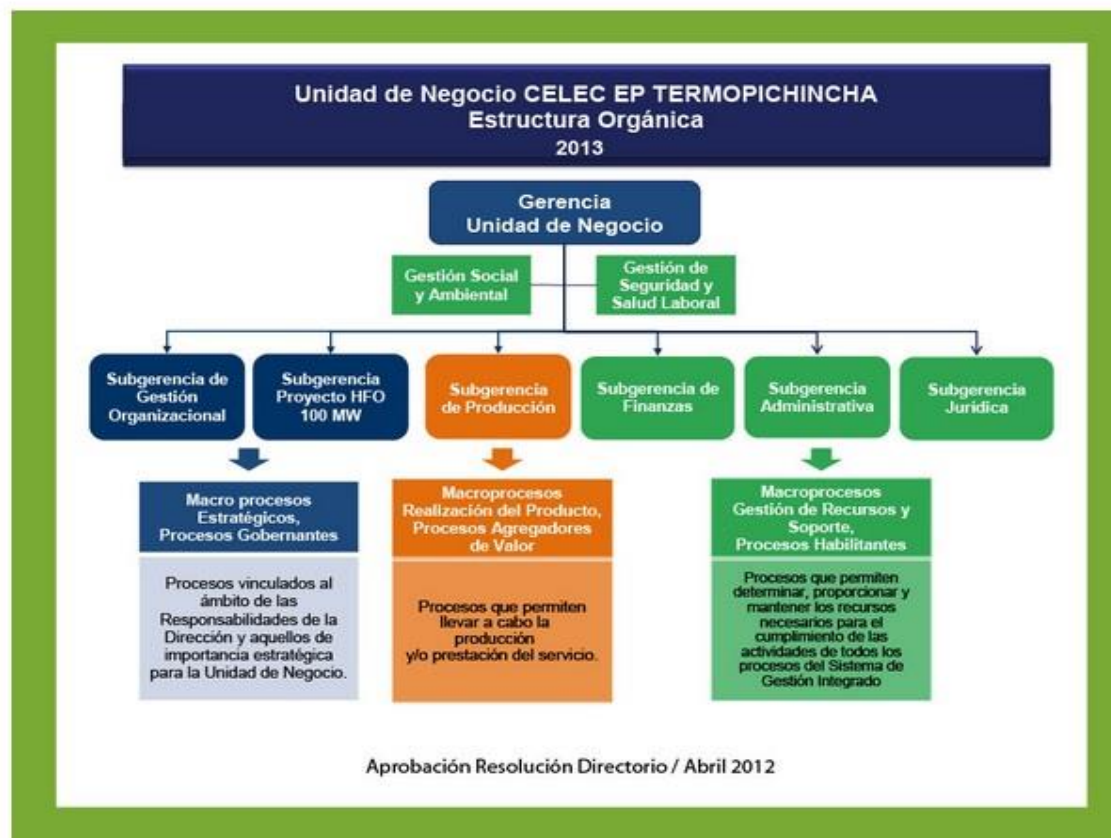 Unidad de Negocio CELEC EP TERMOPICHINCHA
Estructura Orgánica
2013
Gerencia
Unidad de Negocio
Gestión Social
y Ambiental
Gestión de
Seguridad y
Salud Laboral
Subgerencia de
Gestión
Organizacional
Subgerencia
Proyecto HFO
100 MW
Subgerencia
de Producción
Subgerencia de
Finanzas
Subgerencia
Administrativa
Subgerencia
Jurídica
Macro procesos
Estratégicos,
Procesos Gobernantes
Procesos vinculados al
ámbito de las
Responsabilidades de la
Dirección y aquellos de
importancia estratégica
para la Unidad de Negocio.
Macroprocesos
Realización del Producto,
Procesos Agregadores
de Valor
Procesos que permiten
llevar a cabo la
producción
y/o prestación del servicio.
Macroprocesos
Gestión de Recursos y
Soporte,
Procesos Habilitantes
Procesos que permiten
determinar, proporcionar y
mantener los recursos
necesarios para el
cumplimiento de las
actividades de todos los
procesos del Sistema de
Gestión Integrado
Aprobación Resolución Directorio / Abril 2012